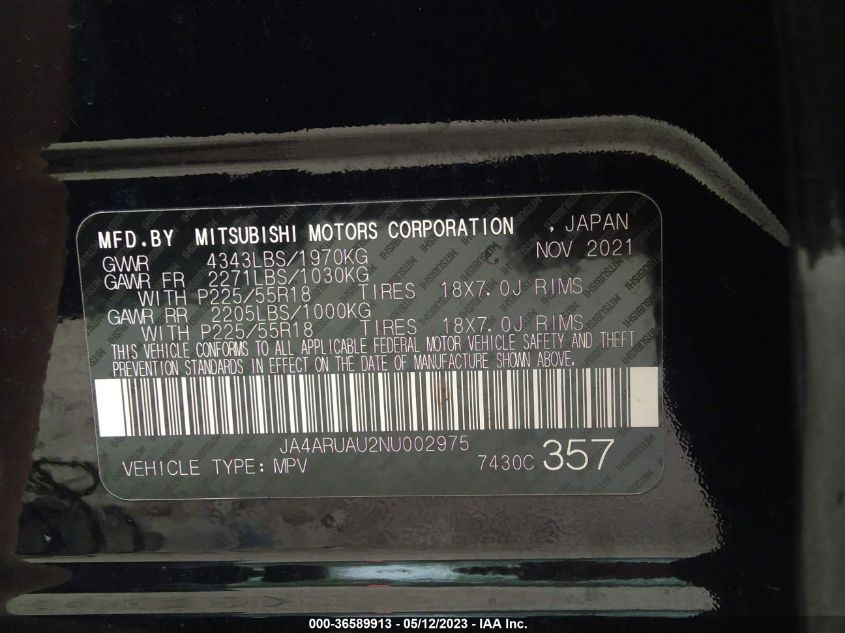 MFD.BY MITSUBISHI MOTORS CORPORATION , JAPAN
GVWR 4343LBS/1970KG NOV 2021
GAWR FR 2271LBS/1030KG
WITH P225/55R18 TIRES 18X7.0J RIMS
GAWR RR 2205LBS/1000KG
WITH P225/55R18 TIRES 18X7.0J RIMS
THIS VEHICLE CONFORMS TO ALL APPLICABLE FEDERAL MOTOR VEHICLE SAFETY AND THEFT
PREVENTION STANDARDS IN EFFECT ON THE DATE OF MANUFACTURE SHOWN ABOVE.
JA4ARUAU2NU002975
VEHICLE TYPE: MPV 7430C 357
000-36589913 - 05/12/2023 - IAA Inc.